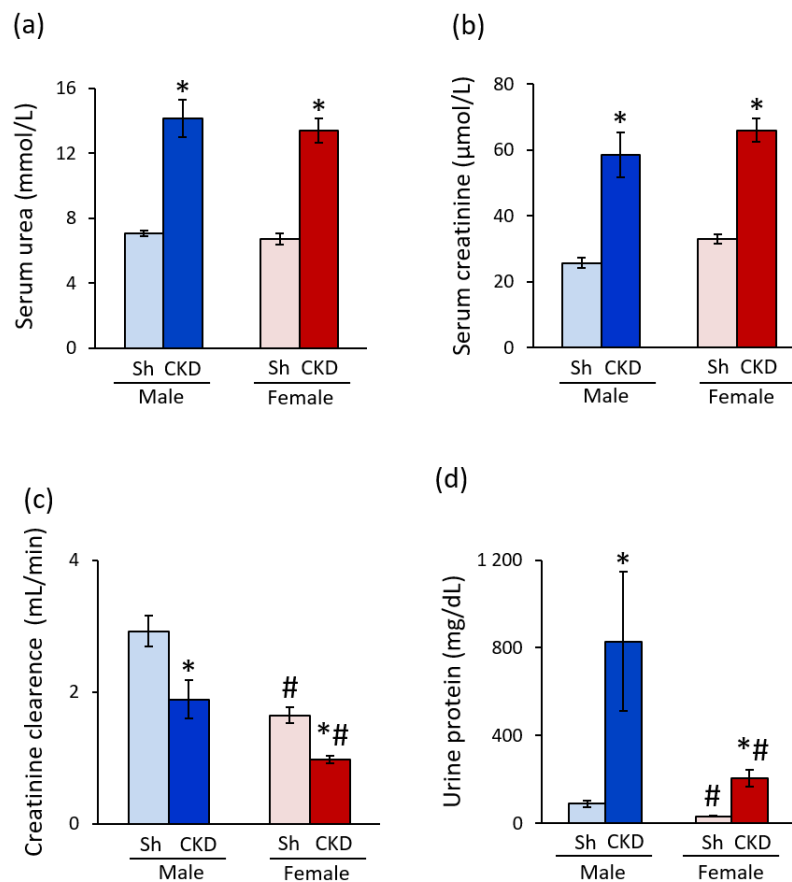 (a)
Serum urea (mmol/L)
16
12
8
4
0
*
*
Sh CKD
Sh CKD
Male
Female
(b)
Serum creatinine (µmol/L)
80
60
40
20
0
*
*
Sh CKD
Sh CKD
Male
Female
(c)
Creatinine clearence (mL/min)
4
2
0
*
#
*#
Sh CKD
Sh CKD
Male
Female
(d)
Urine protein (mg/dL)
1 200
800
400
0
*
#
*#
Sh CKD
Sh CKD
Male
Female